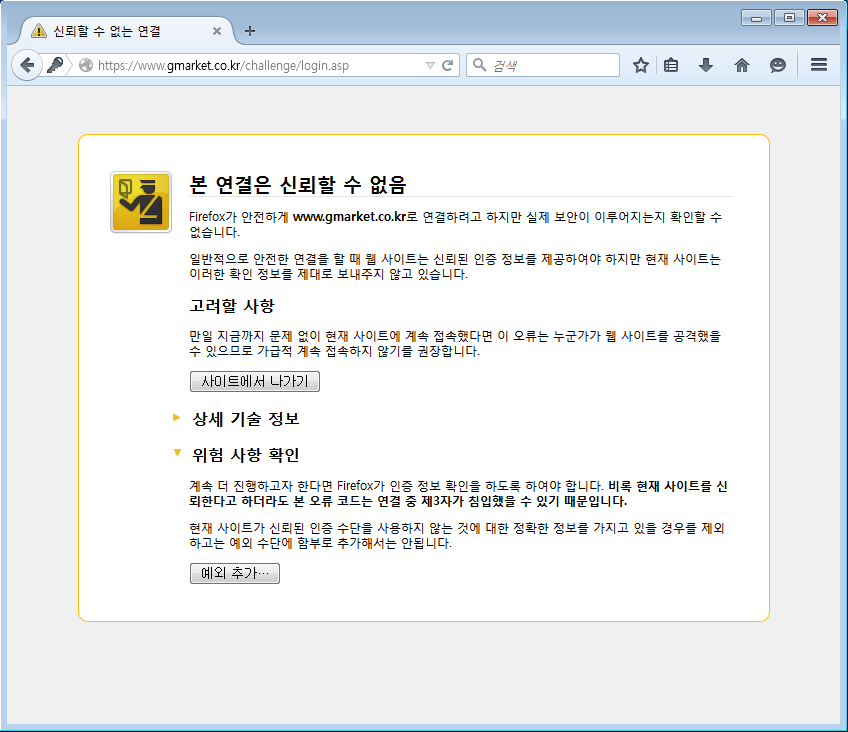 신뢰할 수 없는 연결
https://www.gmarket.co.kr/challenge/login.asp
검색
본 연결은 신뢰할 수 없음
Firefox가 안전하게 www.gmarket.co.kr로 연결하려고 하지만 실제 보안이 이루어지는지 확인할 수
없습니다.
일반적으로 안전한 연결을 할 때 웹 사이트는 신뢰된 인증 정보를 제공하여야 하지만 현재 사이트는
이러한 확인 정보를 제대로 보내주지 않고 있습니다.
고려할 사항
만일 지금까지 문제 없이 현재 사이트에 계속 접속했다면 이 오류는 누군가가 웹 사이트를 공격했을
수 있으므로 가급적 계속 접속하지 않기를 권장합니다.
사이트에서 나가기
상세 기술 정보
위험 사항 확인
계속 더 진행하고자 한다면 Firefox가 인증 정보 확인을 하도록 하여야 합니다. 비록 현재 사이트를 신
뢰한다고 하더라도 본 오류 코드는 연결 중 제3자가 침입했을 수 있기 때문입니다.
현재 사이트가 신뢰된 인증 수단을 사용하지 않는 것에 대한 정확한 정보를 가지고 있을 경우를 제외
하고는 예외 수단에 함부로 추가해서는 안됩니다.
예외 추가…